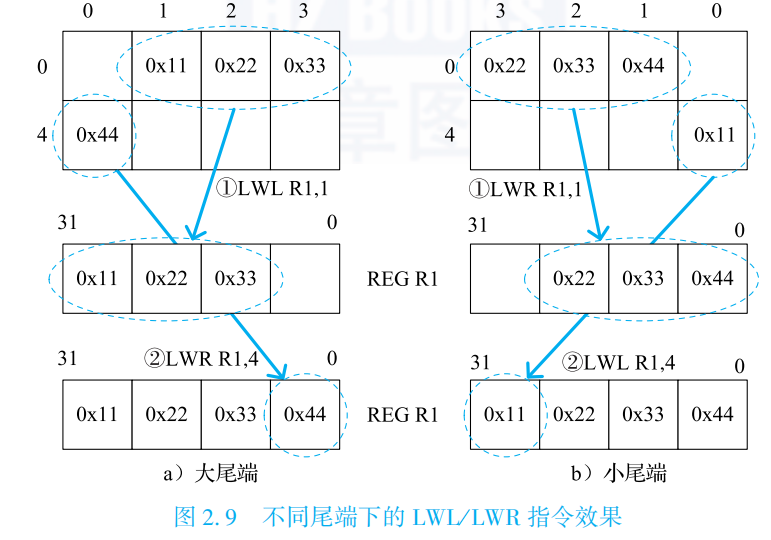 0 1 2 3
3 2 1 0
0 0x11 0x22 0x33
0 0x22 0x33 0x44
4 0x44
4 0x11
①LWL R1,1
①LWR R1,1
31 0
31 0
0x11 0x22 0x33
REG R1
0x22 0x33 0x44
31 ②LWR R1,4 0
31 ②LWL R1,4 0
0x11 0x22 0x33 0x44
REG R1
0x11 0x22 0x33 0x44
a）大尾端
b）小尾端
图 2.9 不同尾端下的 LWL/LWR 指令效果